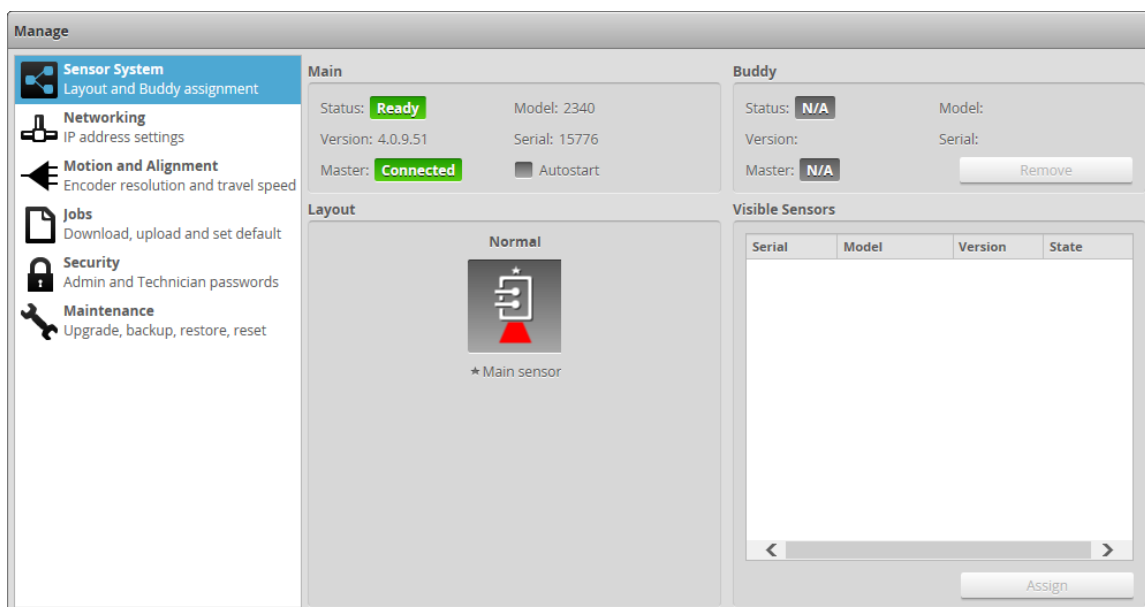 Manage
Sensor System
Layout and Buddy assignment
Networking
IP address settings
Motion and Alignment
Encoder resolution and travel speed
Jobs
Download, upload and set default
Security
Admin and Technician passwords
Maintenance
Upgrade, backup, restore, reset
Main
Status: Ready Model: 2340
Version: 4.0.9.51 Serial: 15776
Master: Connected Autostart
Layout
Normal
★ Main sensor
Buddy
Status: N/A Model:
Version: Serial:
Master: N/A Remove
Visible Sensors
Serial Model Version State
Assign